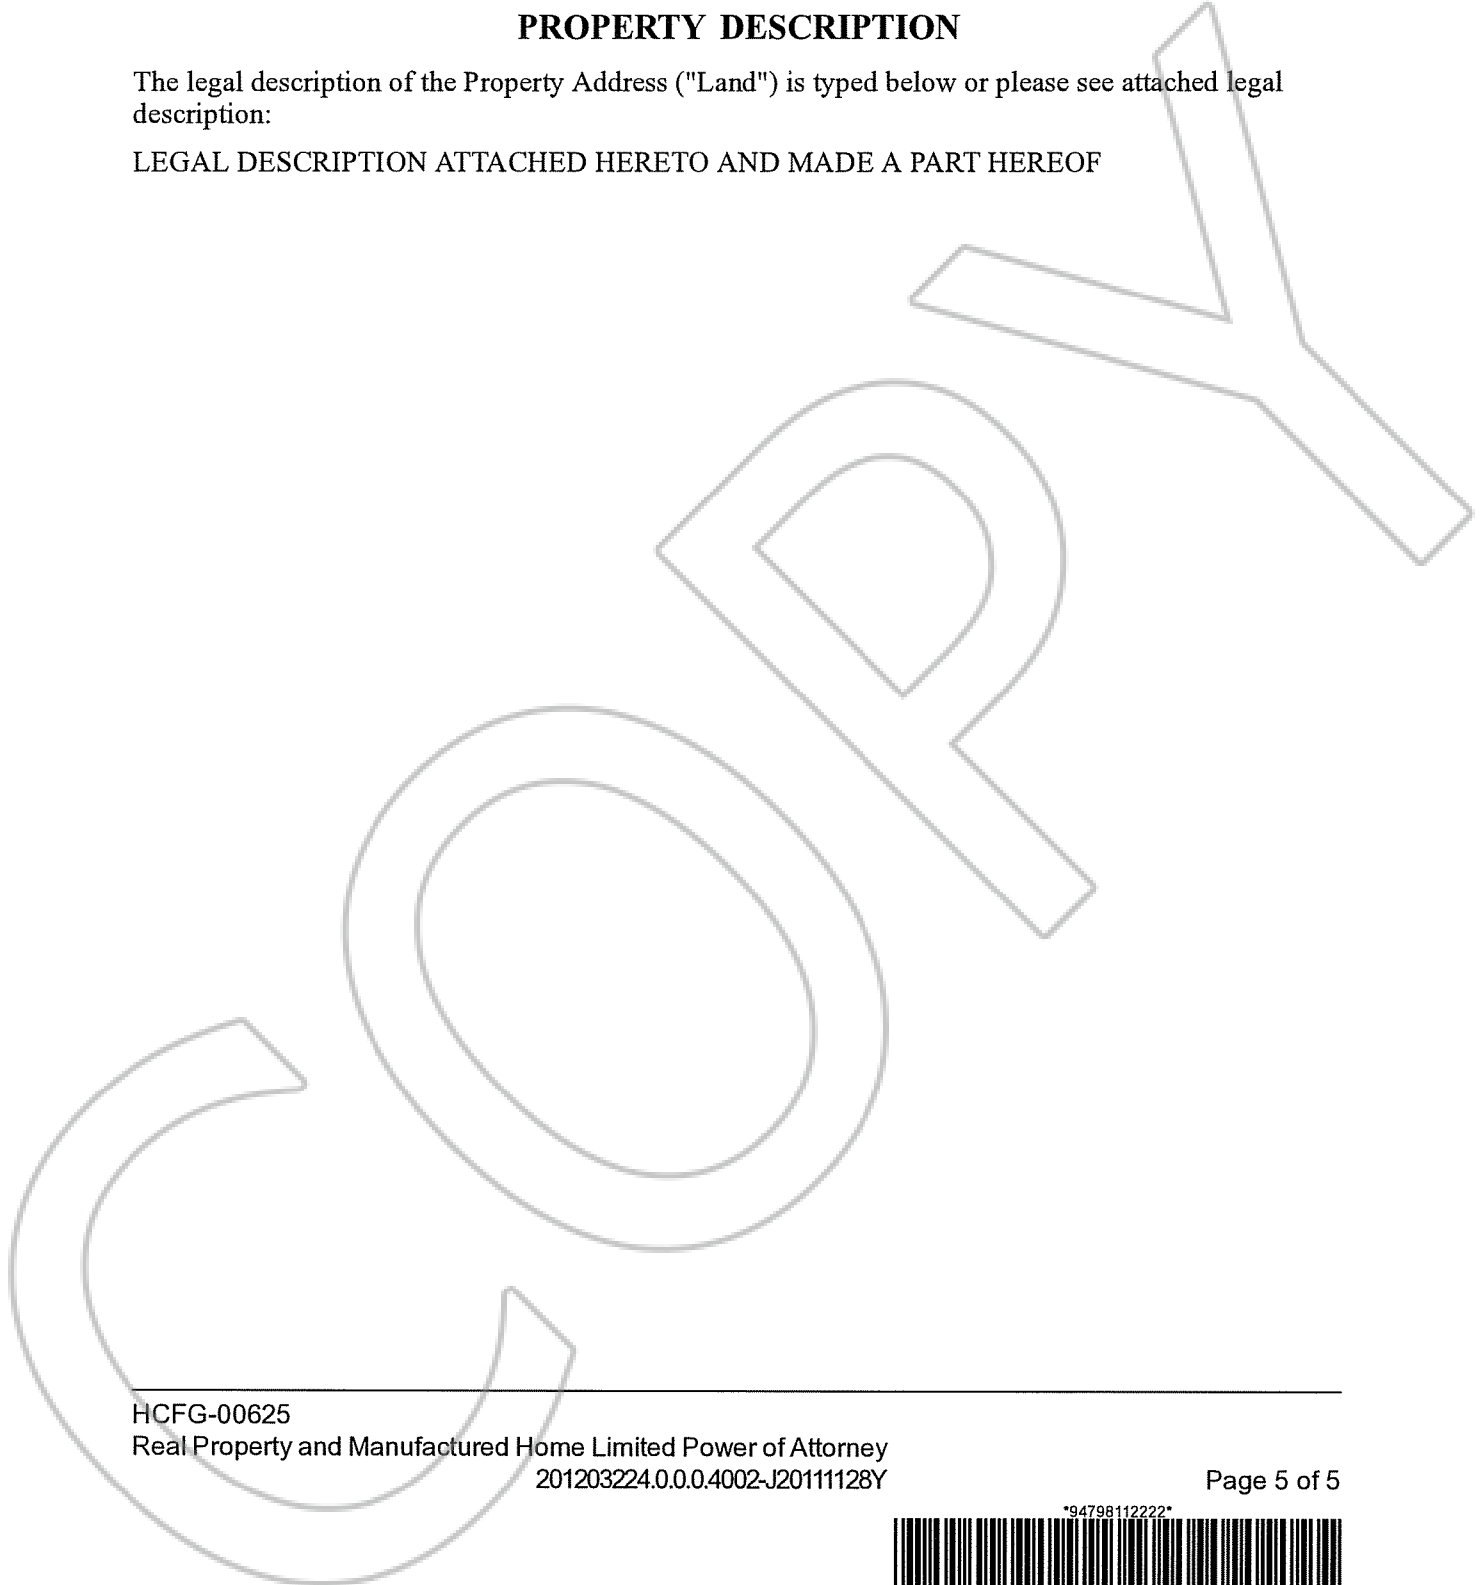 PROPERTY DESCRIPTION
The legal description of the Property Address ("Land") is typed below or please see attached legal
description:
LEGAL DESCRIPTION ATTACHED HERETO AND MADE A PART HEREOF
COPY
HCFG-00625
Real Property and Manufactured Home Limited Power of Attorney
201203224.0.0.0.4002-J20111128Y
Page 5 of 5
*94798112222*